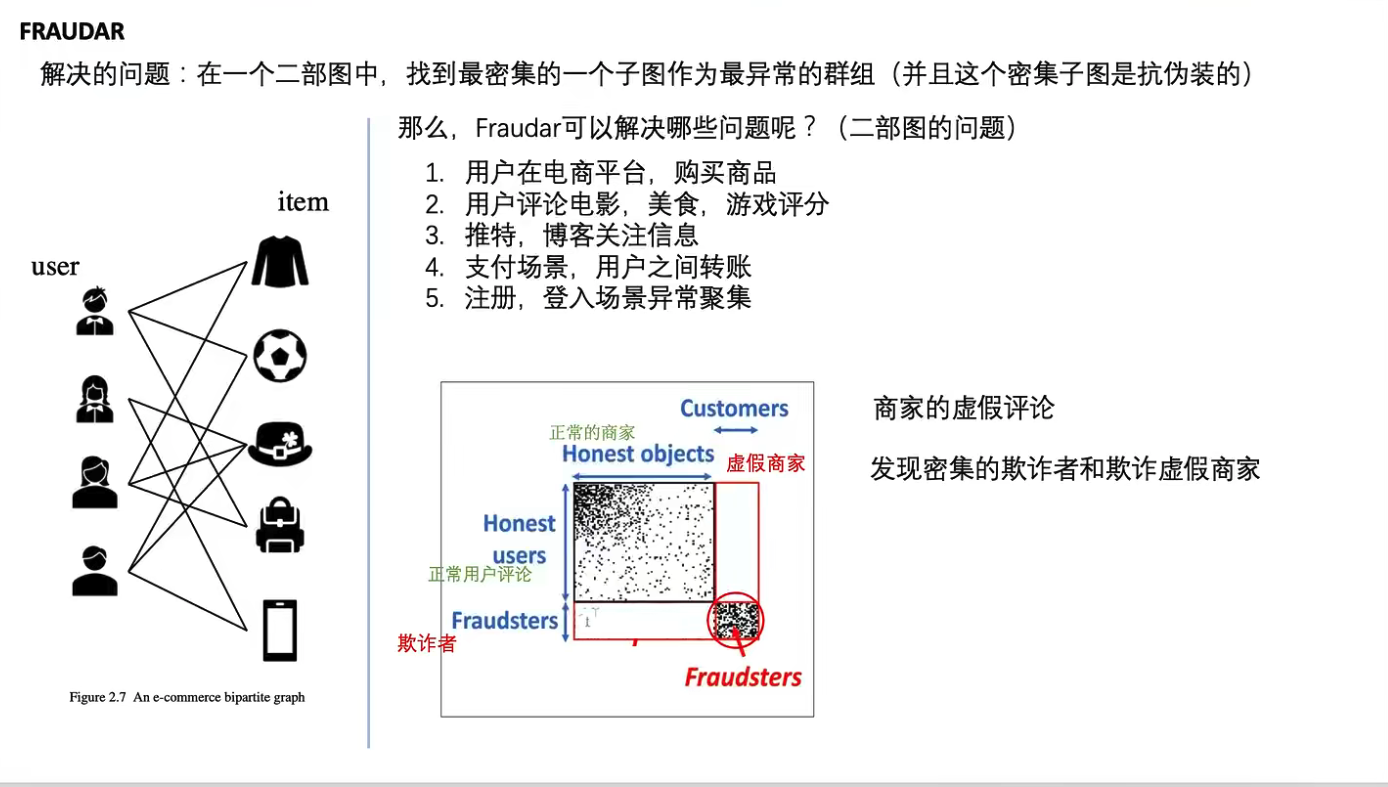 FRAUDAR
解决的问题：在一个二部图中，找到最密集的一个子图作为最异常的群组（并且这个密集子图是抗伪装的）
那么，Fraudar可以解决哪些问题呢？（二部图的问题）
1. 用户在电商平台，购买商品
2. 用户评论电影，美食，游戏评分
3. 推特，博客关注信息
4. 支付场景，用户之间转账
5. 注册，登入场景异常聚集
item
user
Figure 2.7 An e-commerce bipartite graph
Customers
正常的商家
Honest objects
虚假商家
Honest
users
正常用户评论
Fraudsters
欺诈者
Fraudsters
商家的虚假评论
发现密集的欺诈者和欺诈虚假商家